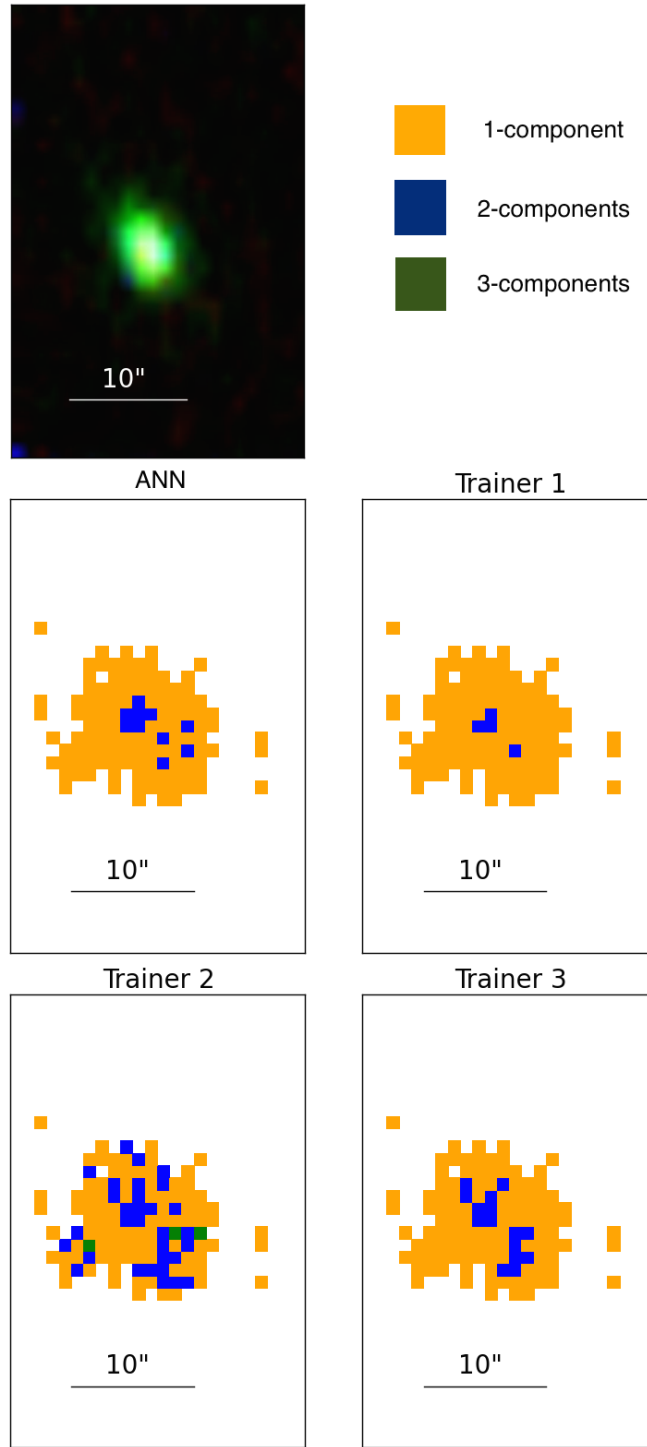 1-component
2-components
3-components
10"
ANN
Trainer 1
10"
10"
Trainer 2
Trainer 3
10"
10"